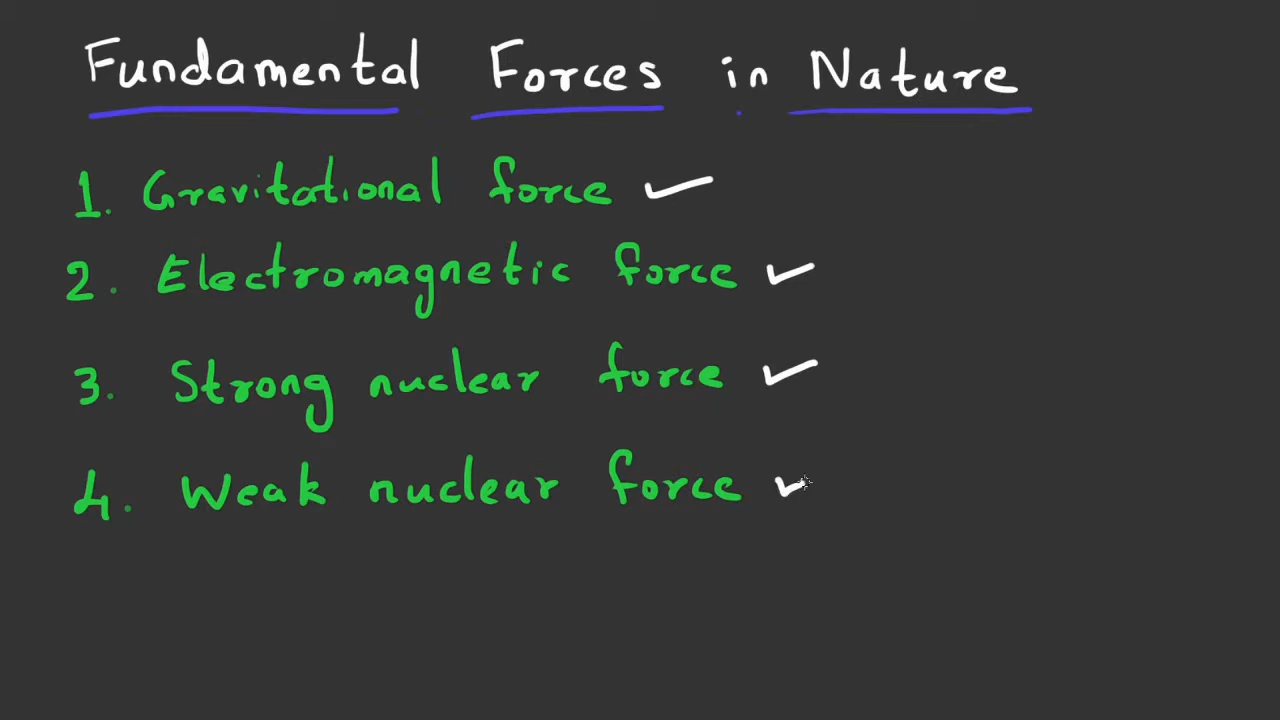 Fundamental Forces in Nature
1. Gravitational force ✓
2. Electromagnetic force ✓
3. Strong nuclear force ✓
4. Weak nuclear force ✓